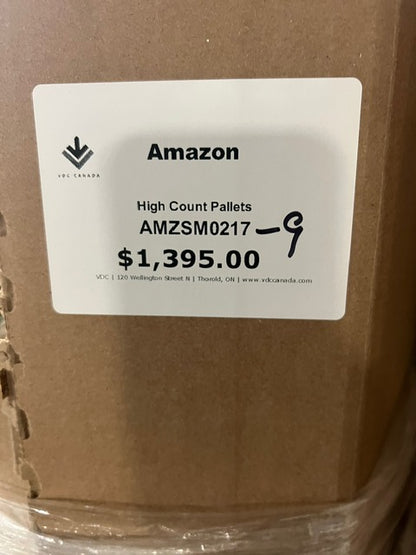 Amazon
VDC CANADA
High Count Pallets
AMZSM0217 -9
$1,395.00
VDC | 120 Wellington Street N | Thorold, ON | www.vdccanada.com